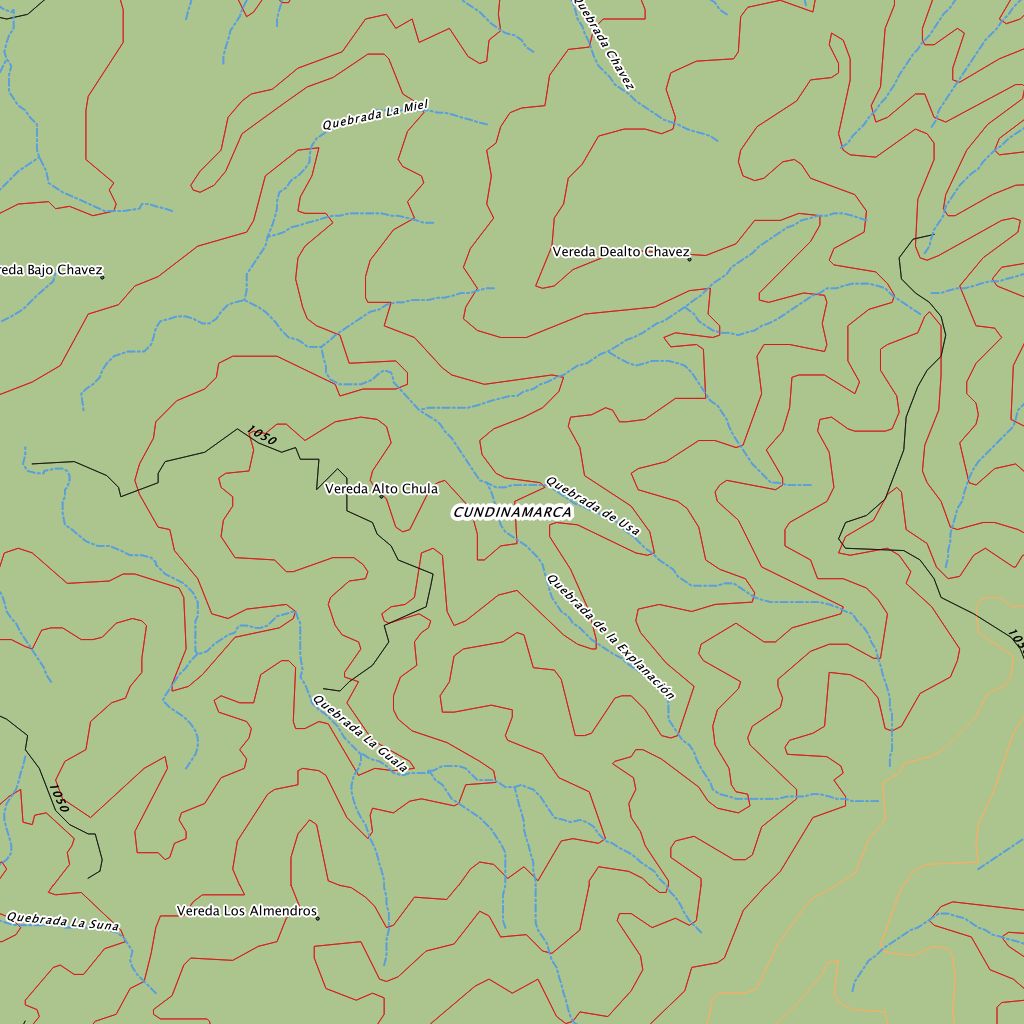 Quebrada Chavez
Quebrada La Miel
Vereda Dealto Chavez
reda Bajo Chavez
1050
Vereda Alto Chula
Quebrada de Usa
CUNDINAMARCA
Quebrada de la Explanación
Quebrada La Guala
1050
Vereda Los Almendros
Quebrada La Suna